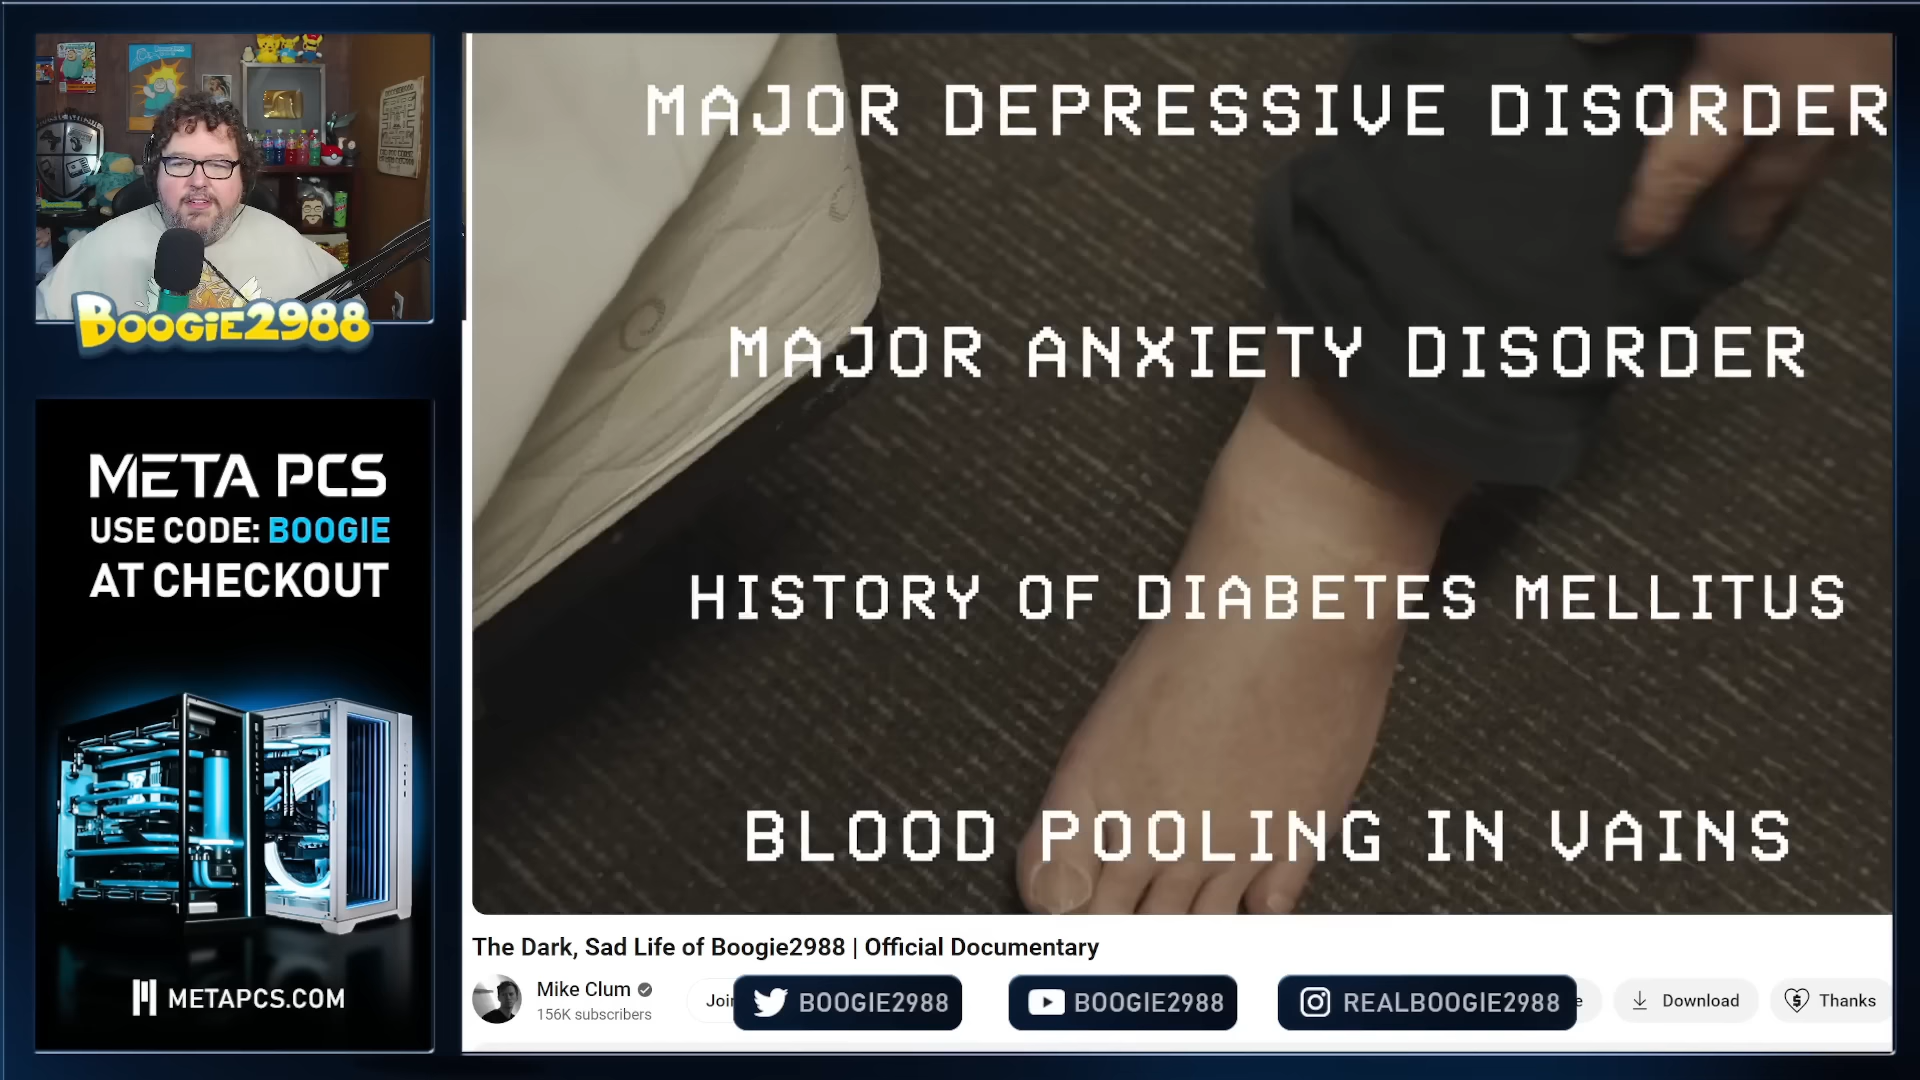 BOOGIE2988
META PCS
USE CODE: BOOGIE
AT CHECKOUT
METAPCS.COM
MAJOR DEPRESSIVE DISORDER
MAJOR ANXIETY DISORDER
HISTORY OF DIABETES MELLITUS
BLOOD POOLING IN VAINS
The Dark, Sad Life of Boogie2988 | Official Documentary
Mike Clum
156K subscribers
BOOGIE2988
BOOGIE2988
REALBOOGIE2988
Download
Thanks